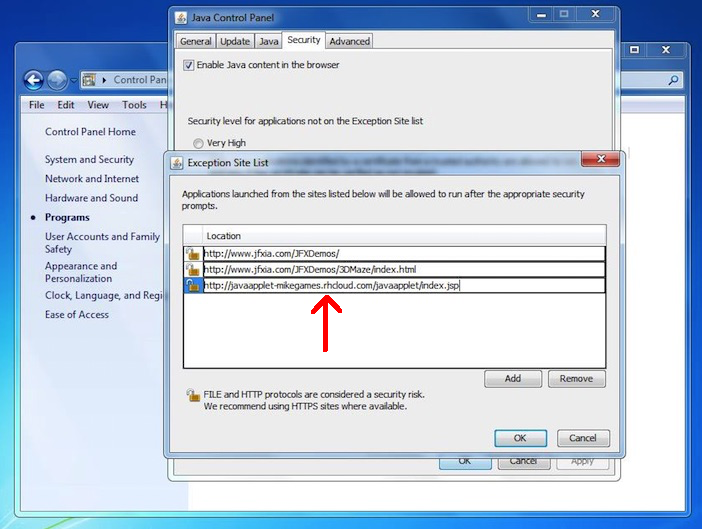 Java Control Panel
General Update Java Security Advanced
Enable Java content in the browser
Security level for applications not on the Exception Site list
Very High
Control Pan
File Edit View Tools H
Control Panel Home
System and Security
Network and Internet
Hardware and Sound
Programs
User Accounts and Family
Safety
Appearance and
Personalization
Clock, Language, and Regi
Ease of Access
Exception Site List
Applications launched from the sites listed below will be allowed to run after the appropriate security
prompts.
Location
http://www.jfxia.com/JFXDemos/
http://www.jfxia.com/JFXDemos/3DMaze/index.html
http://javaapplet-mikegames.rhcloud.com/javaapplet/index.jsp
Add Remove
FILE and HTTP protocols are considered a security risk.
We recommend using HTTPS sites where available.
OK Cancel
OK Cancel Apply